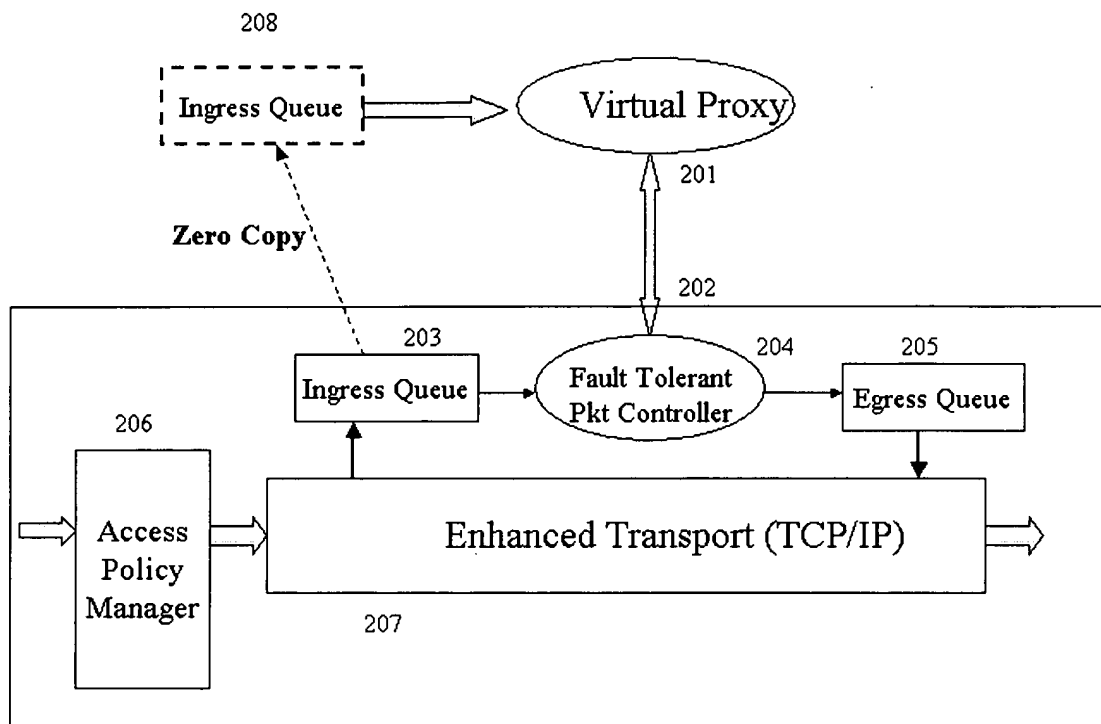 208
Ingress Queue
Virtual Proxy
201
Zero Copy
202
203
204
205
Ingress Queue
Fault Tolerant
Pkt Controller
Egress Queue
206
Access
Policy
Manager
Enhanced Transport (TCP/IP)
207